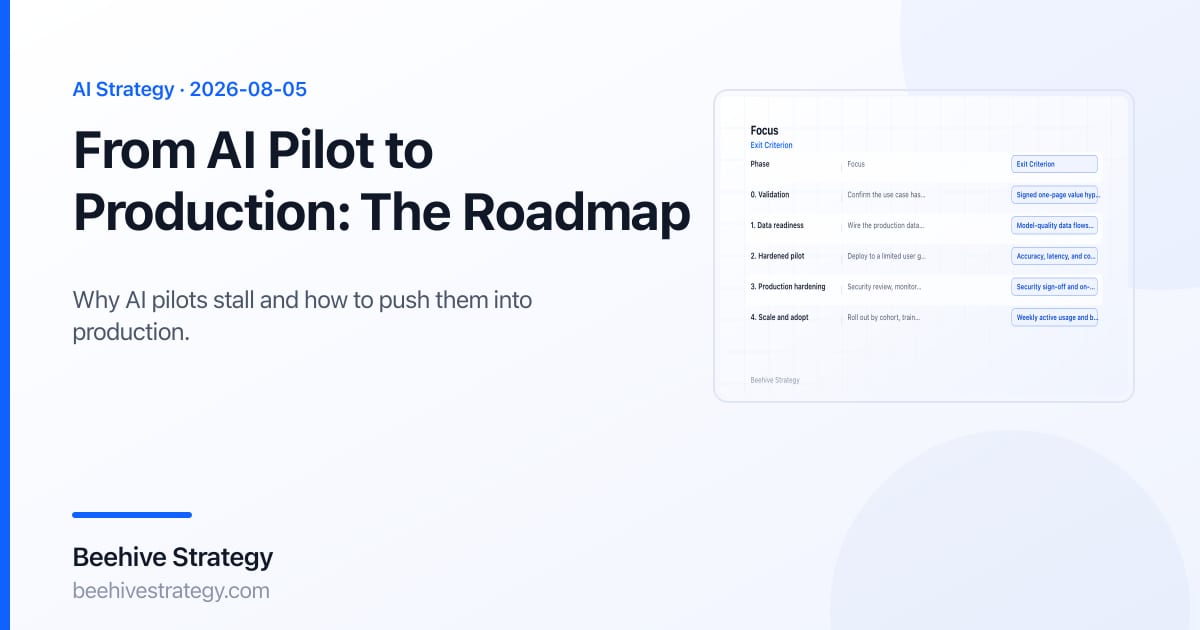 AI Strategy · 2026-08-05
From AI Pilot to
Production: The Roadmap
Why AI pilots stall and how to push them into
production.
Beehive Strategy
beehivestrategy.com
Focus
Exit Criterion
Phase Focus Exit Criterion
0. Validation Confirm the use case has... Signed one-page value hyp...
1. Data readiness Wire the production data... Model-quality data flows...
2. Hardened pilot Deploy to a limited user g... Accuracy, latency, and co...
3. Production hardening Security review, monitor... Security sign-off and on-...
4. Scale and adopt Roll out by cohort, train... Weekly active usage and b...
Beehive Strategy